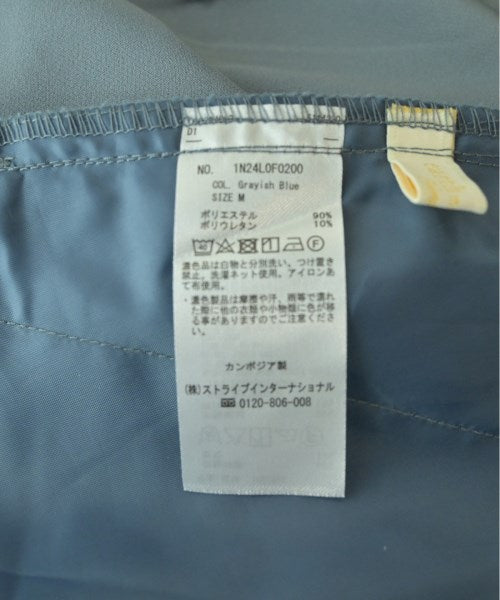 D1
NO. 1N24L0F0200
COL. Grayish Blue
SIZE M
ポリエステル 90%
ポリウレタン 10%
濃色品は白物と分別洗い、つけ置き
禁止。洗濯ネット使用。アイロンあ
て布使用。
・濃色製品は摩擦や汗、雨等で濡れ
た際に他の衣類や小物類に色が移
る事がありますのでご注意くださ
い。
カンボジア製
(株)ストライプインターナショナル
0120-806-008